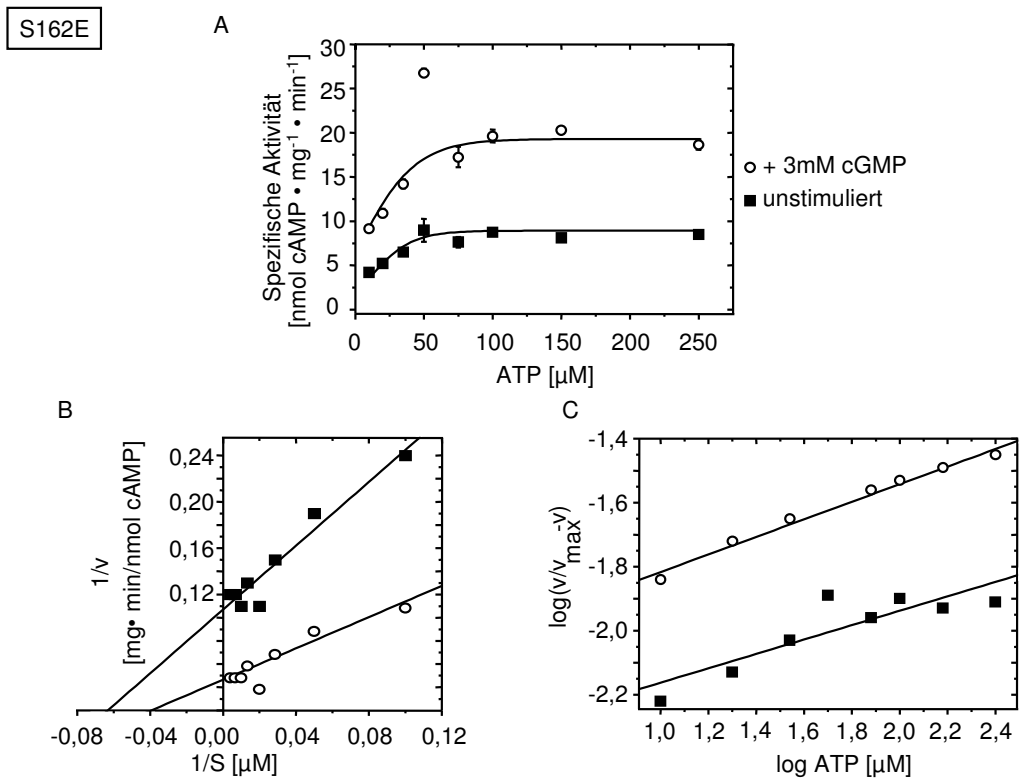 S162E
A
Spezifische Aktivität
[nmol cAMP • mg⁻¹ • min⁻¹]
30
25
20
15
10
5
0
0 50 100 150 200 250
ATP [µM]
+ 3mM cGMP
unstimuliert
B
1/v
[mg• min/nmol cAMP]
0,24
0,20
0,16
0,12
-0,08 -0,04 0,00 0,04 0,08 0,12
1/S [µM]
C
log(v/vmax-v)
-1,4
-1,6
-1,8
-2,0
-2,2
1,0 1,2 1,4 1,6 1,8 2,0 2,2 2,4
log ATP [µM]